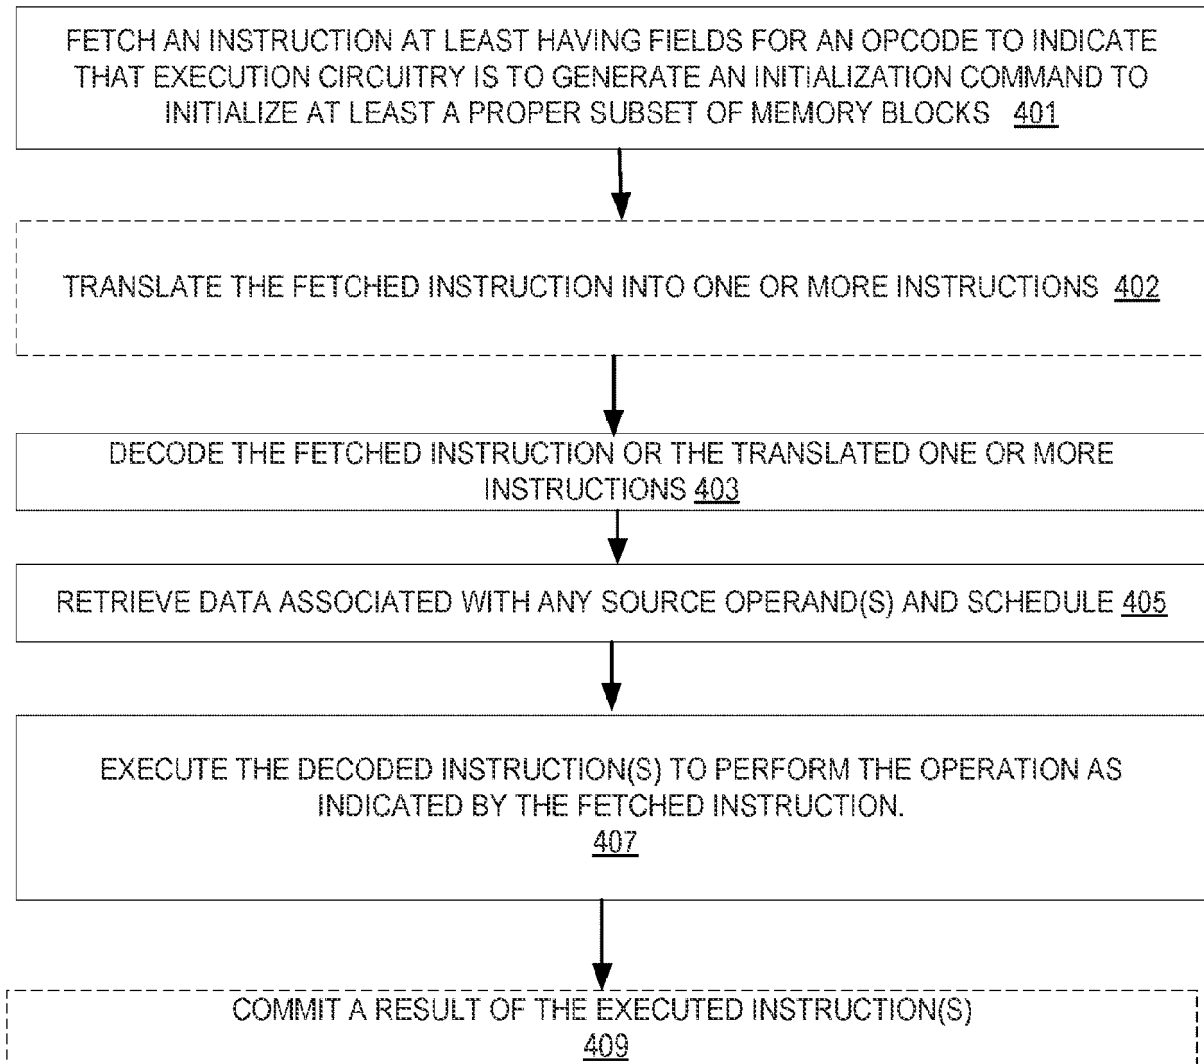 FETCH AN INSTRUCTION AT LEAST HAVING FIELDS FOR AN OPCODE TO INDICATE
THAT EXECUTION CIRCUITRY IS TO GENERATE AN INITIALIZATION COMMAND TO
INITIALIZE AT LEAST A PROPER SUBSET OF MEMORY BLOCKS 401
TRANSLATE THE FETCHED INSTRUCTION INTO ONE OR MORE INSTRUCTIONS 402
DECODE THE FETCHED INSTRUCTION OR THE TRANSLATED ONE OR MORE
INSTRUCTIONS 403
RETRIEVE DATA ASSOCIATED WITH ANY SOURCE OPERAND(S) AND SCHEDULE 405
EXECUTE THE DECODED INSTRUCTION(S) TO PERFORM THE OPERATION AS
INDICATED BY THE FETCHED INSTRUCTION.
407
COMMIT A RESULT OF THE EXECUTED INSTRUCTION(S)
409